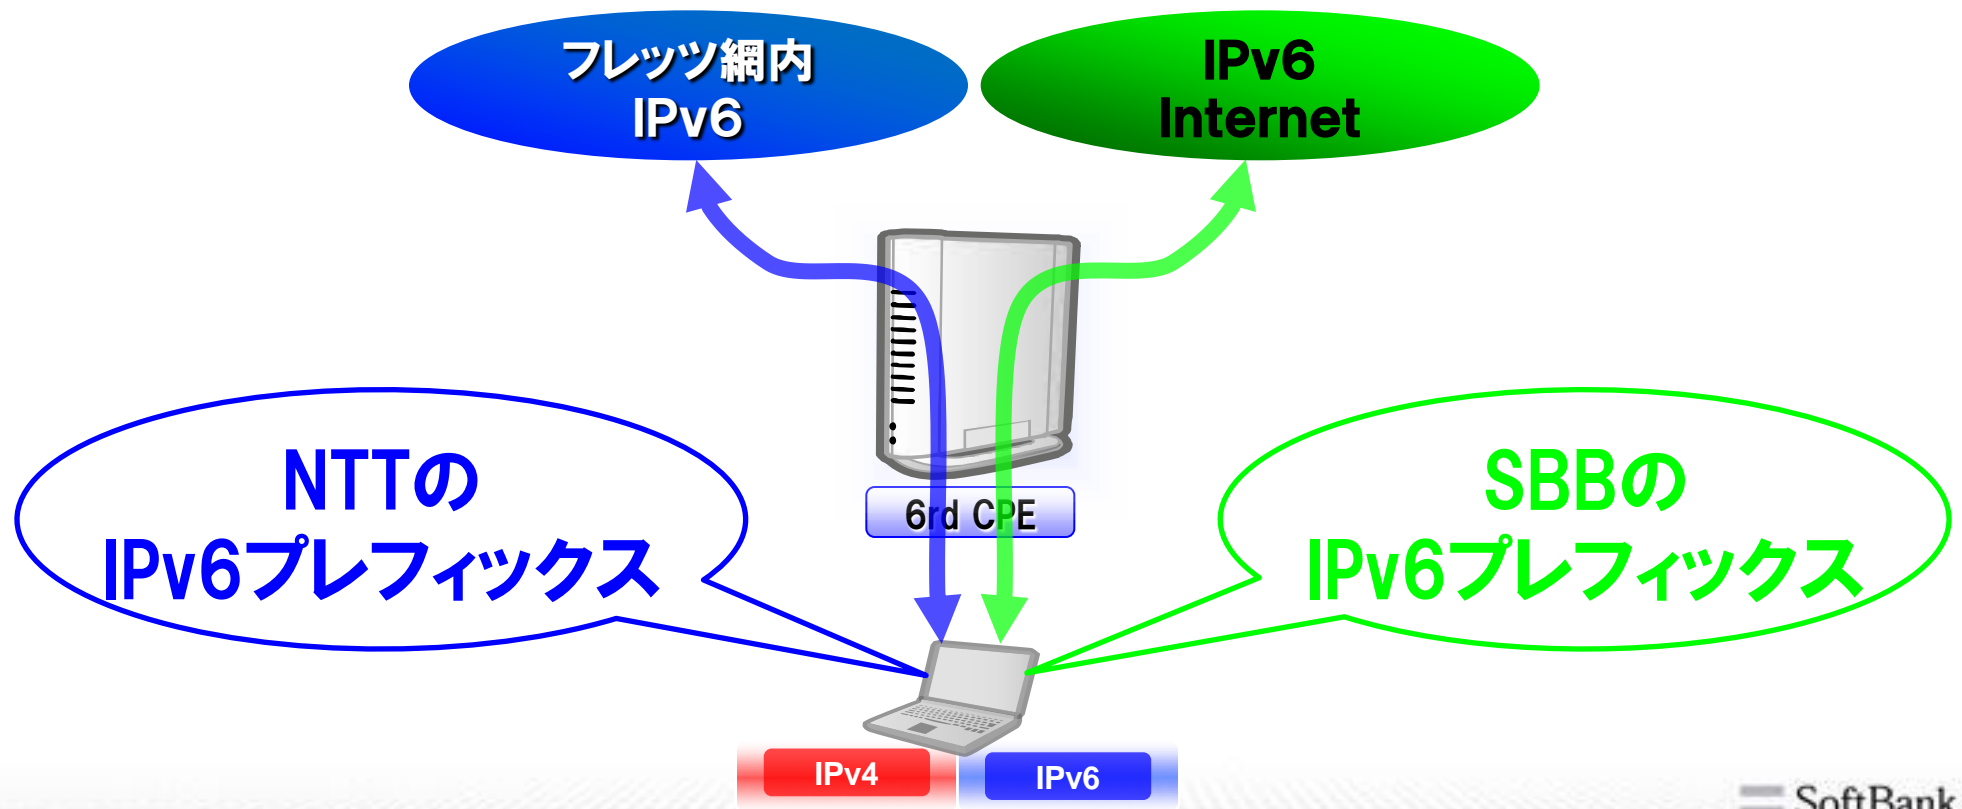 フレッツ網内
IPv6
IPv6
Internet
NTTの
IPv6プレフィックス
6rd CPE
SBBの
IPv6プレフィックス
IPv4
IPv6
SoftBank